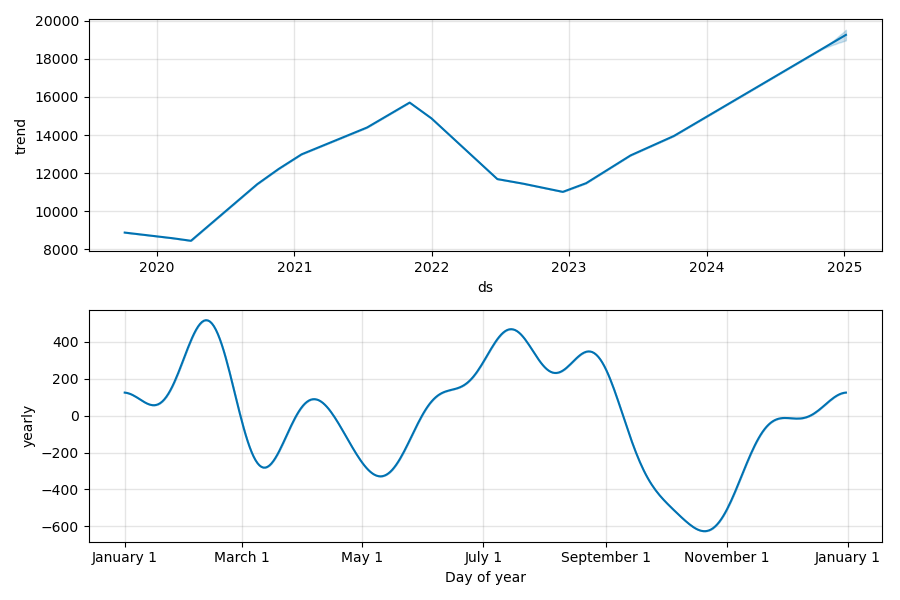 20000
18000
16000
14000
12000
10000
8000
trend
2020 2021 2022 2023 2024 2025
ds
400
200
0
−200
−400
−600
yearly
January 1 March 1 May 1 July 1 September 1 November 1 January 1
Day of year